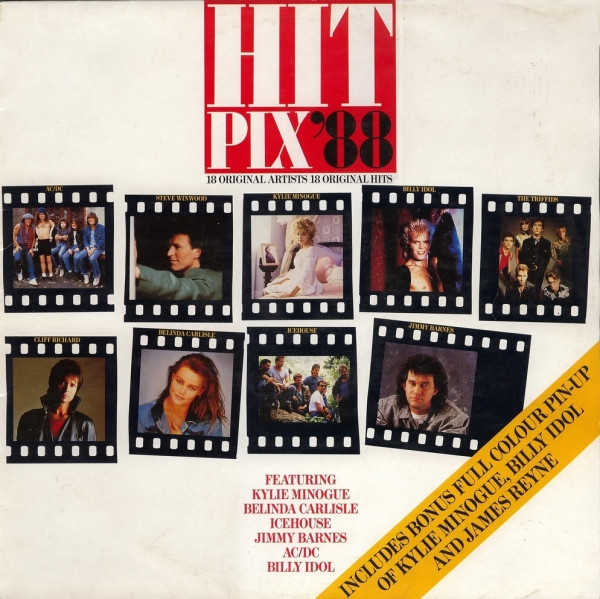 HIT
PIX '88
18 ORIGINAL ARTISTS 18 ORIGINAL HITS
AC/DC
STEVE WINWOOD
KYLIE MINOGUE
BILLY IDOL
THE TRIFFIDS
CLIFF RICHARD
BELINDA CARLISLE
ICEHOUSE
JIMMY BARNES
FEATURING
KYLIE MINOGUE
BELINDA CARLISLE
ICEHOUSE
JIMMY BARNES
AC/DC
BILLY IDOL
INCLUDES BONUS FULL COLOUR PIN-UP
OF KYLIE MINOGUE, BILLY IDOL
AND JAMES REYNE